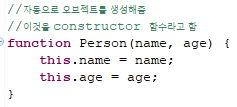 //자동으로 오브젝트를 생성해줌
//이것을 constructor 함수라고 함
function Person(name, age) {
    this.name = name;
    this.age = age;
}